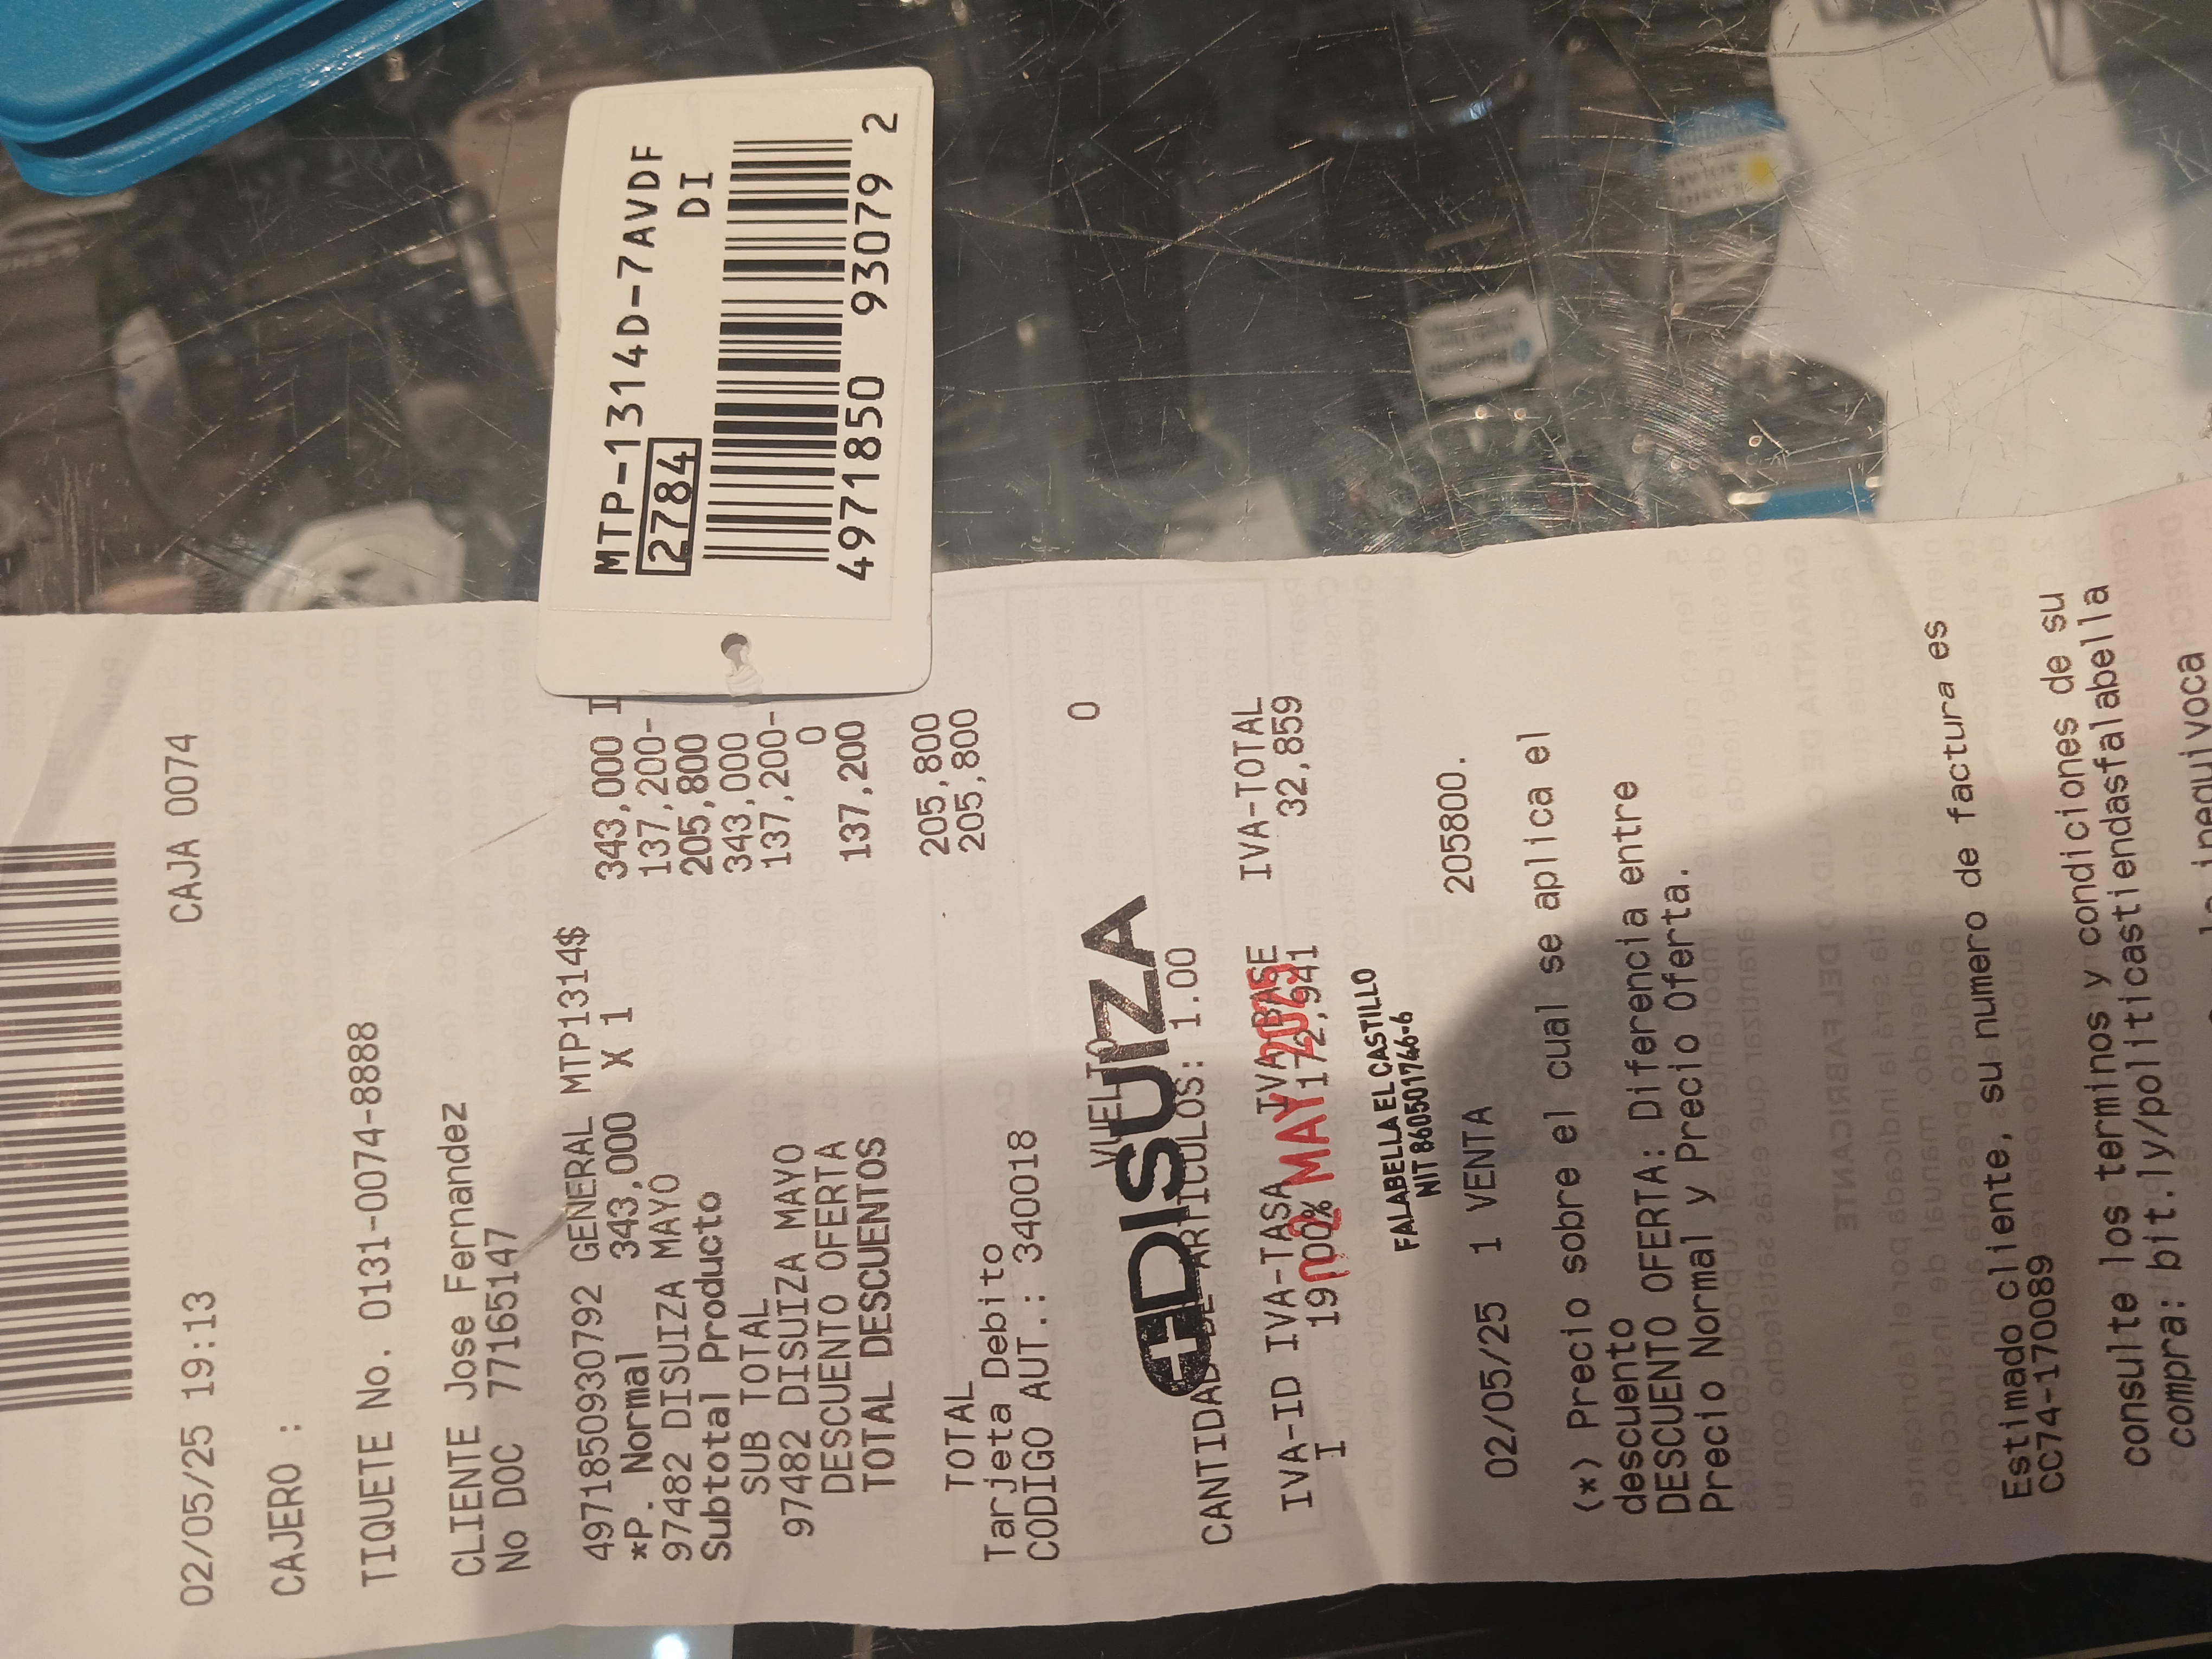 02/05/25 19:13 CAJA 0074
CAJERO :
TIQUETE No. 0131-0074-8888
CLIENTE Jose Fernandez
No DOC 77165147
4971850930792 GENERAL MTP1314$ 343,000 I
*P. Normal 343,000 X 1
97482 DISUIZA MAYO 137,200-
Subtotal Producto 205,800
SUB TOTAL 343,000
97482 DISUIZA MAYO 137,200-
DESCUENTO OFERTA 0
TOTAL DESCUENTOS 137,200
TOTAL 205,800
Tarjeta Debito 205,800
CODIGO AUT.: 340018
VUELTO 0
DISUIZA
CANTIDAD DE ARTICULOS: 1.00
IVA-ID IVA-TASA IVA-BASE IVA-TOTAL
I 19.00% 172,941 32,859
02 MAY 2025
FALABELLA EL CASTILLO
NIT 860501746-6
02/05/25 1 VENTA 205800.
(*) Precio sobre el cual se aplica el
descuento
DESCUENTO OFERTA: Diferencia entre
Precio Normal y Precio Oferta.
Estimado cliente, su numero de factura es
CC74-170089
consulte los terminos y condiciones de su
compra: bit.ly/politicastiendasfalabella
inequivoca
MTP-1314D-7AVDF
2784 DI
4971850 93079 2